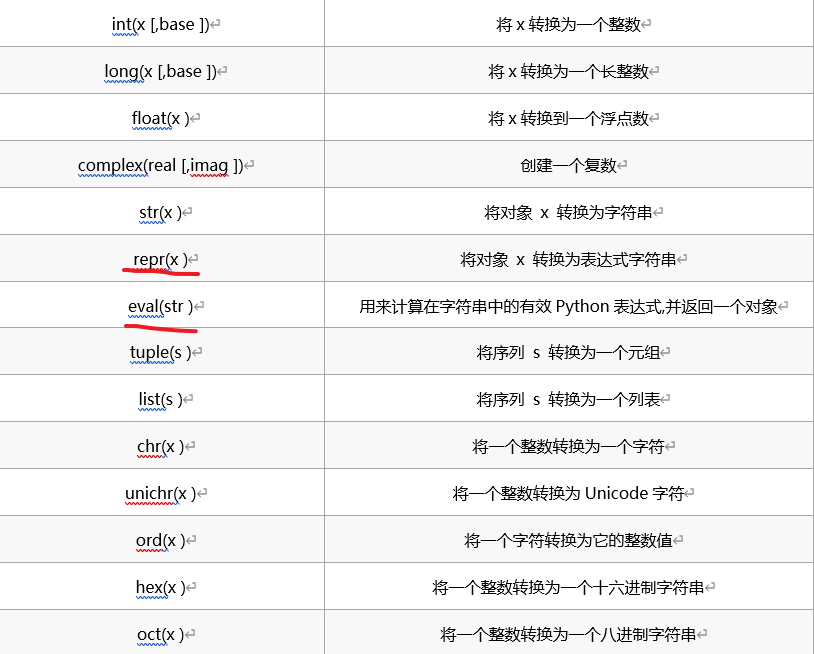 int(x [,base ])
将 x 转换为一个整数
long(x [,base ])
将 x 转换为一个长整数
float(x )
将 x 转换到一个浮点数
complex(real [,imag ])
创建一个复数
str(x )
将对象 x 转换为字符串
repr(x )
将对象 x 转换为表达式字符串
eval(str )
用来计算在字符串中的有效 Python 表达式,并返回一个对象
tuple(s )
将序列 s 转换为一个元组
list(s )
将序列 s 转换为一个列表
chr(x )
将一个整数转换为一个字符
unichr(x )
将一个整数转换为 Unicode 字符
ord(x )
将一个字符转换为它的整数值
hex(x )
将一个整数转换为一个十六进制字符串
oct(x )
将一个整数转换为一个八进制字符串